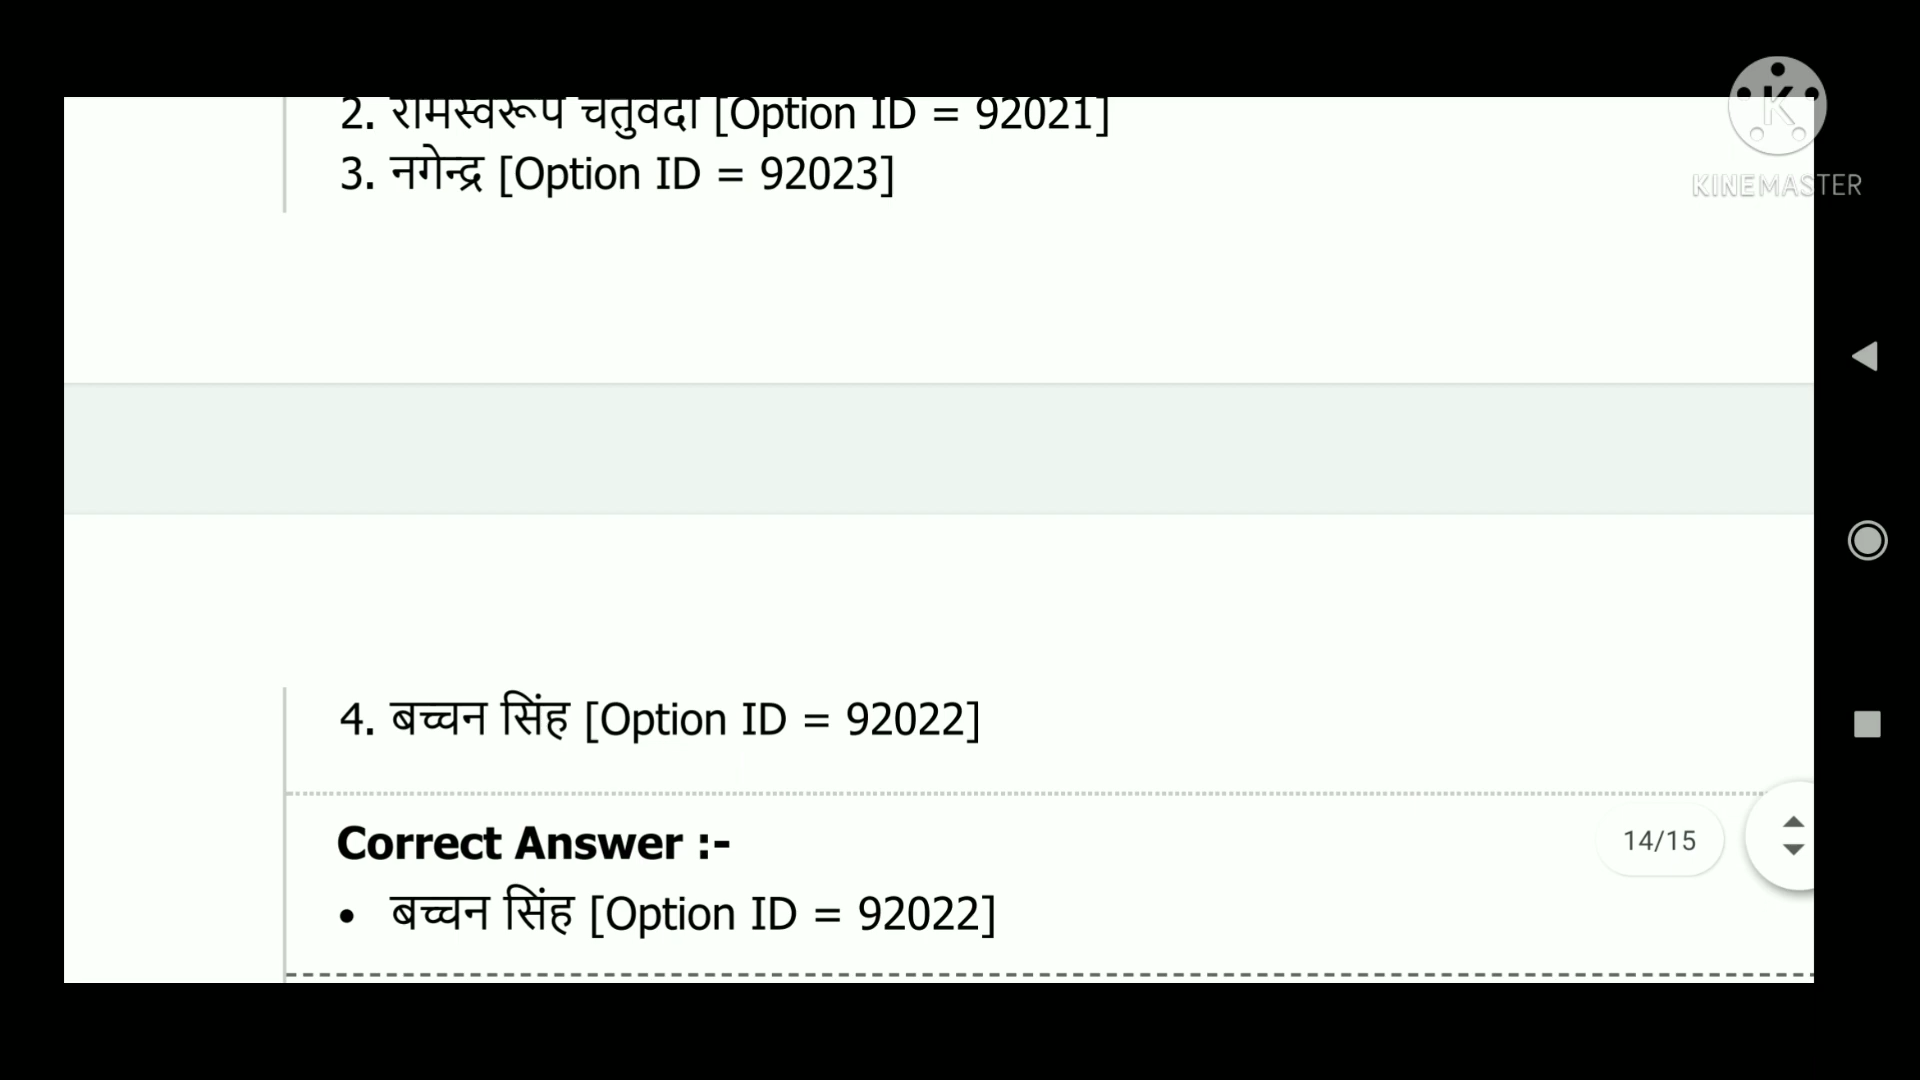 2. रामस्वरूप चतुर्वेदी [Option ID = 92021]
3. नगेन्द्र [Option ID = 92023]
K
KINEMASTER
4. बच्चन सिंह [Option ID = 92022]
Correct Answer :-
14/15
• बच्चन सिंह [Option ID = 92022]